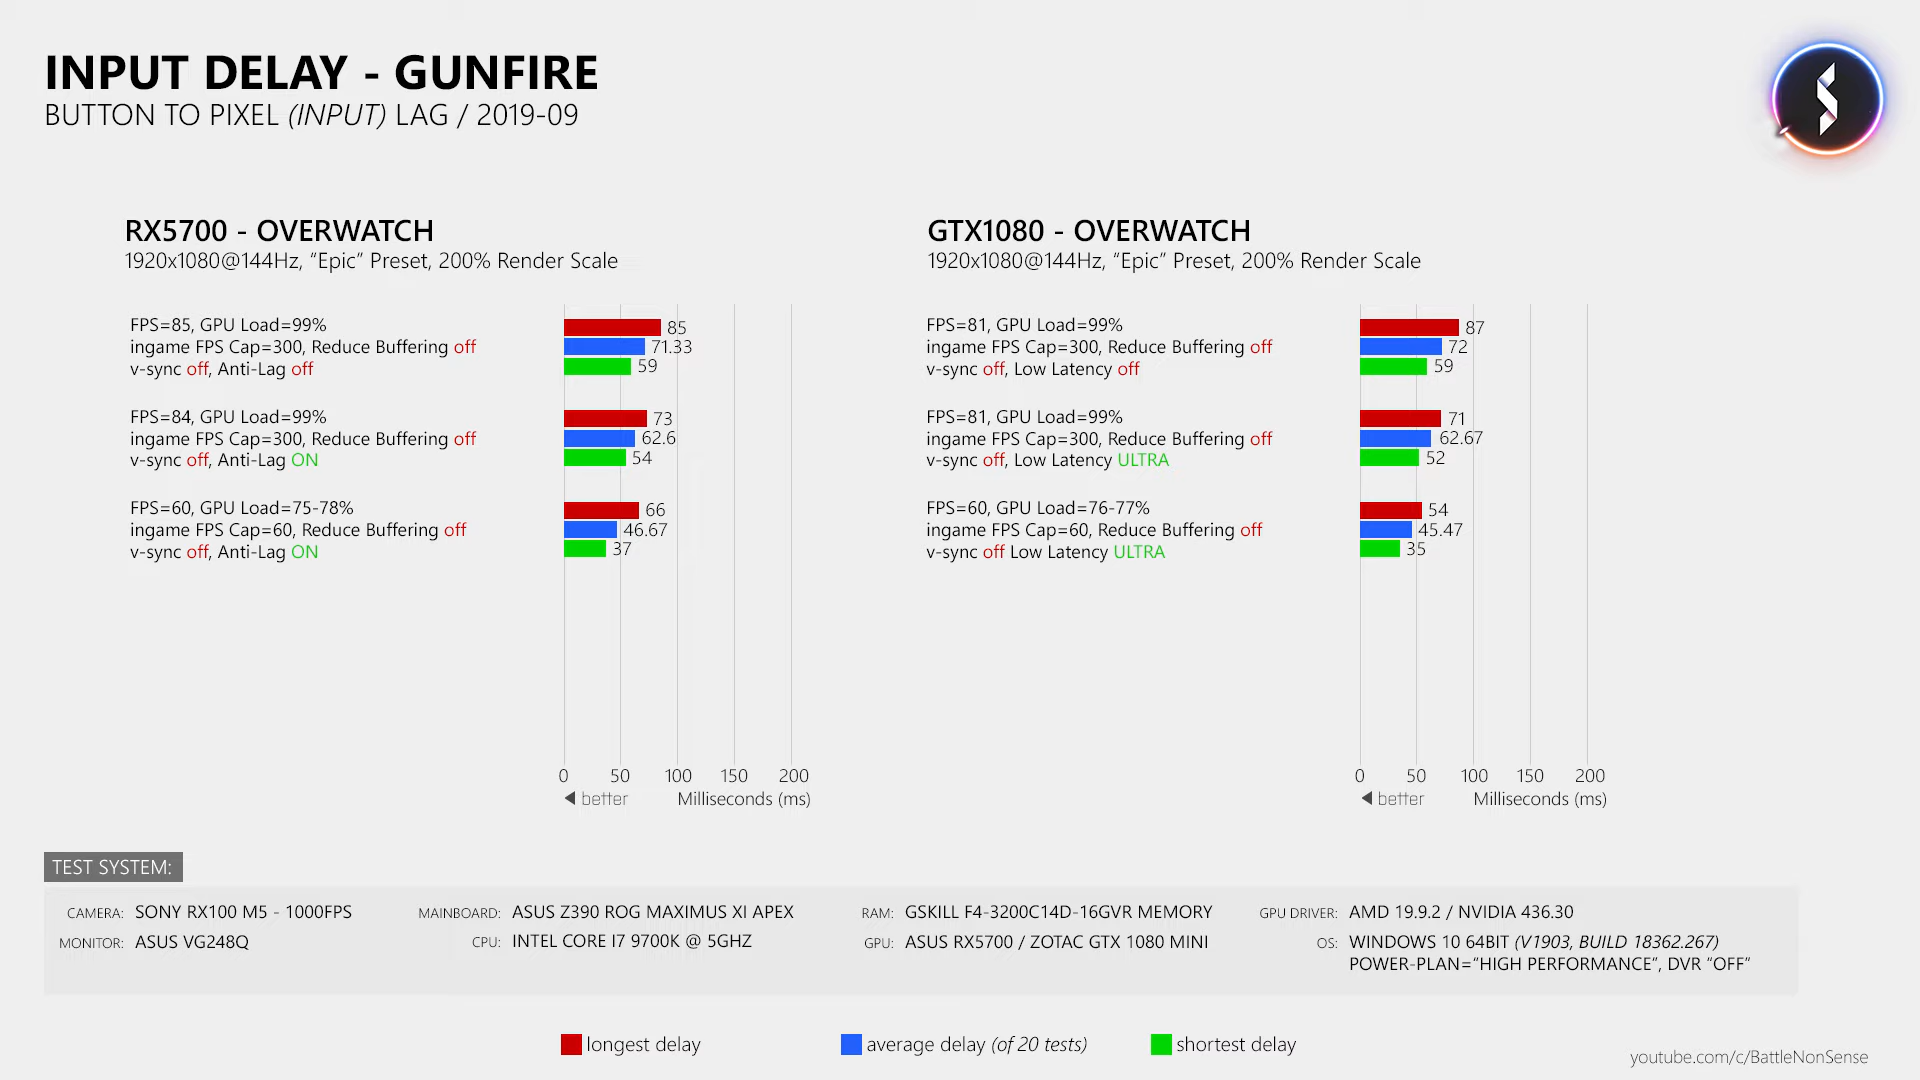 INPUT DELAY - GUNFIRE
BUTTON TO PIXEL (INPUT) LAG / 2019-09
RX5700 - OVERWATCH
1920x1080@144Hz, “Epic” Preset, 200% Render Scale
FPS=85, GPU Load=99%
ingame FPS Cap=300, Reduce Buffering off
v-sync off, Anti-Lag off
85
71.33
59
FPS=84, GPU Load=99%
ingame FPS Cap=300, Reduce Buffering off
v-sync off, Anti-Lag ON
73
62.6
54
FPS=60, GPU Load=75-78%
ingame FPS Cap=60, Reduce Buffering off
v-sync off, Anti-Lag ON
66
46.67
37
0 50 100 150 200
better Milliseconds (ms)
GTX1080 - OVERWATCH
1920x1080@144Hz, “Epic” Preset, 200% Render Scale
FPS=81, GPU Load=99%
ingame FPS Cap=300, Reduce Buffering off
v-sync off, Low Latency off
87
72
59
FPS=81, GPU Load=99%
ingame FPS Cap=300, Reduce Buffering off
v-sync off, Low Latency ULTRA
71
62.67
52
FPS=60, GPU Load=76-77%
ingame FPS Cap=60, Reduce Buffering off
v-sync off Low Latency ULTRA
54
45.47
35
0 50 100 150 200
better Milliseconds (ms)
TEST SYSTEM:
CAMERA: SONY RX100 M5 - 1000FPS
MONITOR: ASUS VG248Q
MAINBOARD: ASUS Z390 ROG MAXIMUS XI APEX
CPU: INTEL CORE I7 9700K @ 5GHZ
RAM: GSKILL F4-3200C14D-16GVR MEMORY
GPU: ASUS RX5700 / ZOTAC GTX 1080 MINI
GPU DRIVER: AMD 19.9.2 / NVIDIA 436.30
OS: WINDOWS 10 64BIT (V1903, BUILD 18362.267)
POWER-PLAN=“HIGH PERFORMANCE”, DVR “OFF”
longest delay
average delay (of 20 tests)
shortest delay
youtube.com/c/BattleNonSense